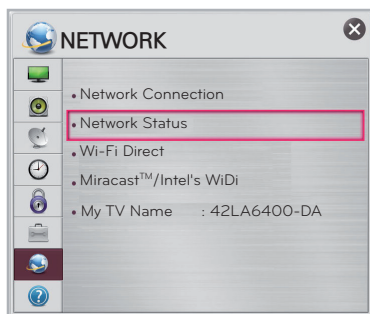 NETWORK
• Network Connection
• Network Status
• Wi-Fi Direct
• Miracast™/Intel's WiDi
• My TV Name : 42LA6400-DA